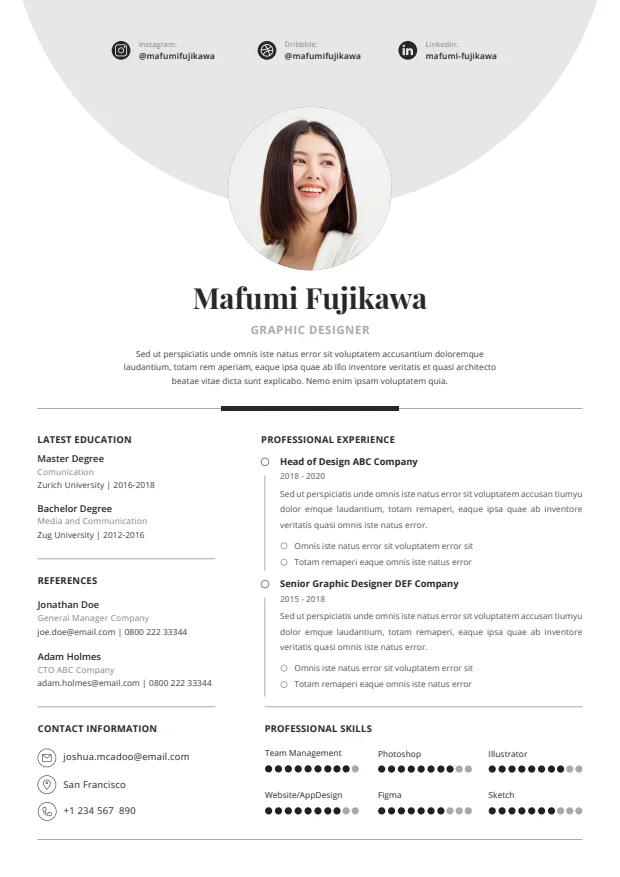 Instagram:
@mafumifujikawa
Dribbble:
@mafumifujikawa
Linkedin:
mafumi-fujikawa
Mafumi Fujikawa
GRAPHIC DESIGNER
Sed ut perspiciatis unde omnis iste natus error sit voluptatem accusantium doloremque
laudantium, totam rem aperiam, eaque ipsa quae ab illo inventore veritatis et quasi architecto
beatae vitae dicta sunt explicabo. Nemo enim ipsam voluptatem quia.
LATEST EDUCATION
Master Degree
Comunication
Zurich University | 2016-2018
Bachelor Degree
Media and Communication
Zug University | 2012-2016
REFERENCES
Jonathan Doe
General Manager Company
joe.doe@email.com | 0800 222 33344
Adam Holmes
CTO ABC Company
adam.holmes@email.com | 0800 222 33344
CONTACT INFORMATION
joshua.mcadoo@email.com
San Francisco
+1 234 567 890
PROFESSIONAL EXPERIENCE
Head of Design ABC Company
2018 - 2020
Sed ut perspiciatis unde omnis iste natus error sit voluptatem accusan tiumyu
dolor emque laudantium, totam remaperi, eaque ipsa quae ab invento­re
veritatis quasi omnis iste natus error.
Omnis iste natus error sit voluptatem error sit
Totam remaperi eaque omnis iste natus error
Senior Graphic Designer DEF Company
2015 - 2018
Sed ut perspiciatis unde omnis iste natus error sit voluptatem accusan tiumyu
dolor emque laudantium, totam remaperi, eaque ipsa quae ab inventore
veritatis quasi omnis iste natus error.
Omnis iste natus error sit voluptatem error sit
Totam remaperi eaque omnis iste natus error
PROFESSIONAL SKILLS
Team Management
Photoshop
Illustrator
Website/AppDesign
Figma
Sketch